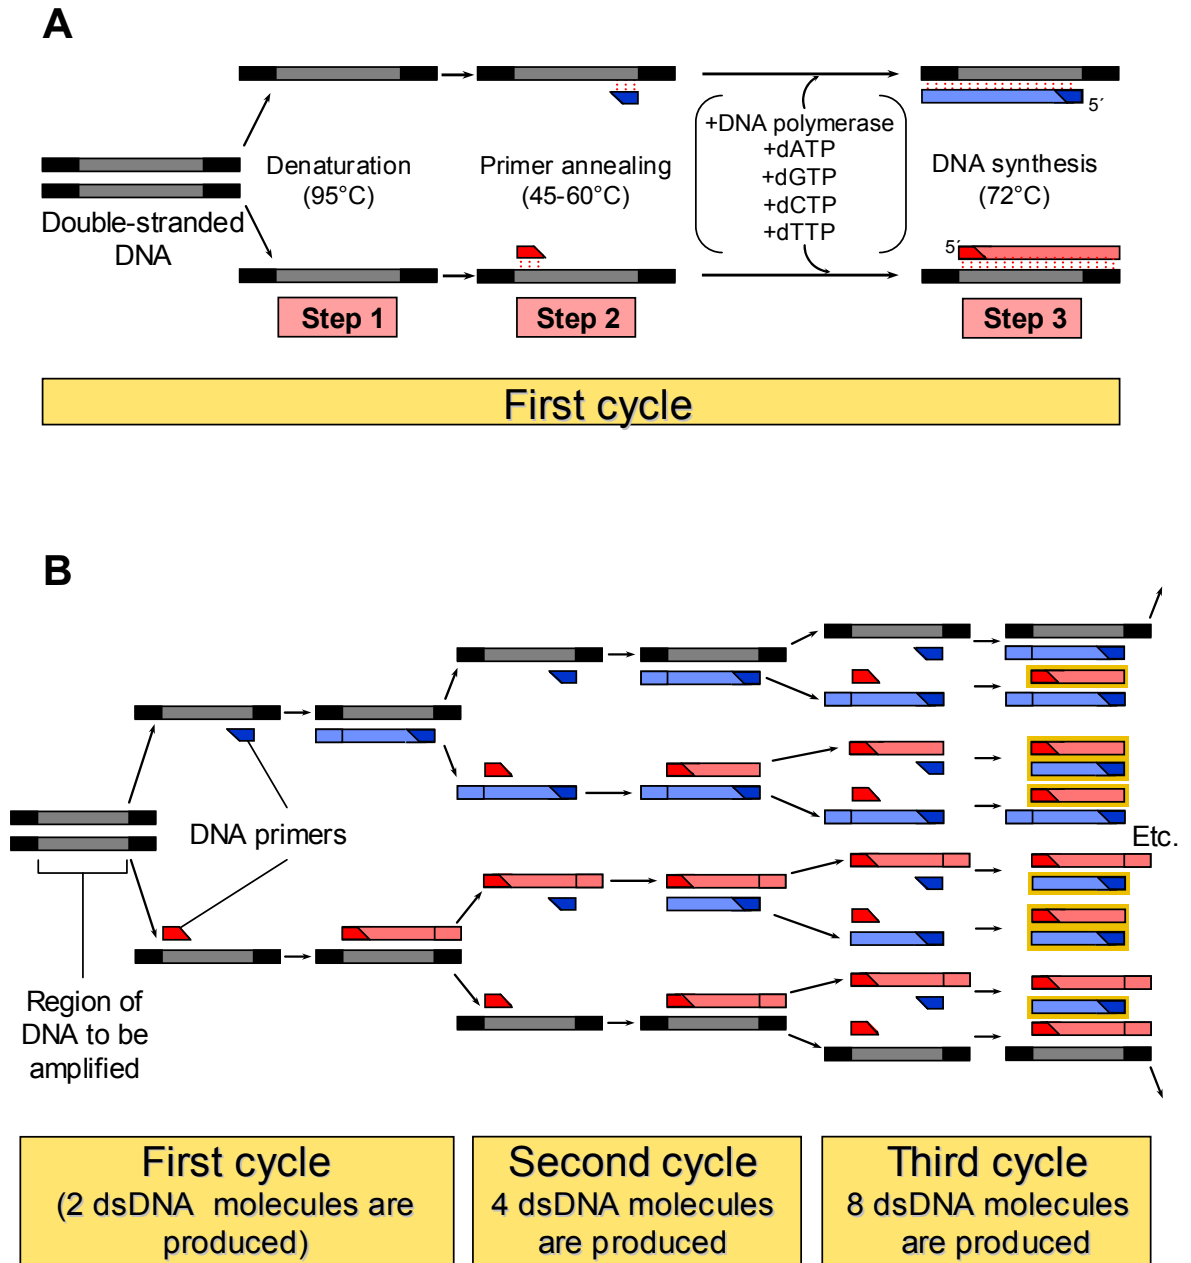 A
Denaturation
(95°C)
Primer annealing
(45-60°C)
+DNA polymerase
+dATP
+dGTP
+dCTP
+dTTP
5´
DNA synthesis
(72°C)
5´
Double-stranded
DNA
Step 1
Step 2
Step 3
First cycle
B
DNA primers
Etc.
Region of
DNA to be
amplified
First cycle
(2 dsDNA molecules are
produced)
Second cycle
4 dsDNA molecules
are produced
Third cycle
8 dsDNA molecules
are produced